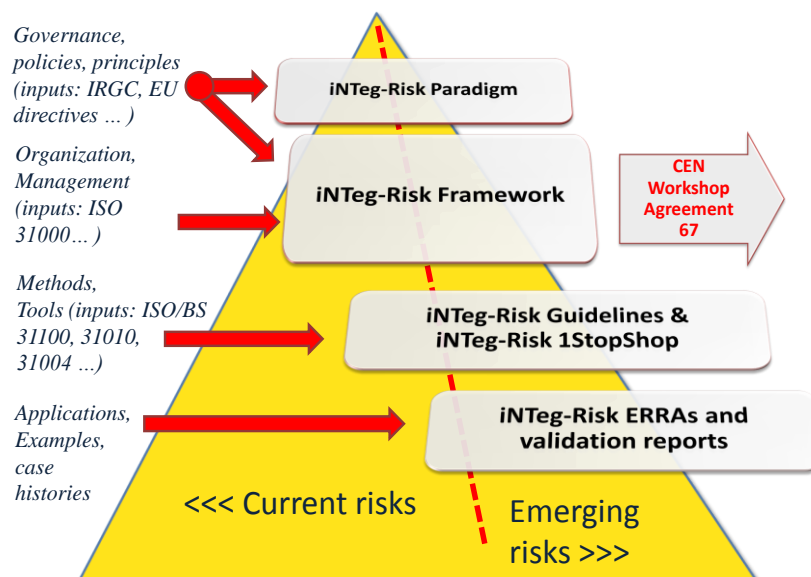 Governance,
policies, principles
(inputs: IRGC, EU
directives ... )
iNTeg-Risk Paradigm
Organization,
Management
(inputs: ISO
31000... )
iNTeg-Risk Framework
CEN
Workshop
Agreement
67
Methods,
Tools (inputs: ISO/BS
31100, 31010,
31004 ...)
iNTeg-Risk Guidelines &
iNTeg-Risk 1StopShop
Applications,
Examples,
case
histories
iNTeg-Risk ERRAs and
validation reports
<<< Current risks
Emerging
risks >>>